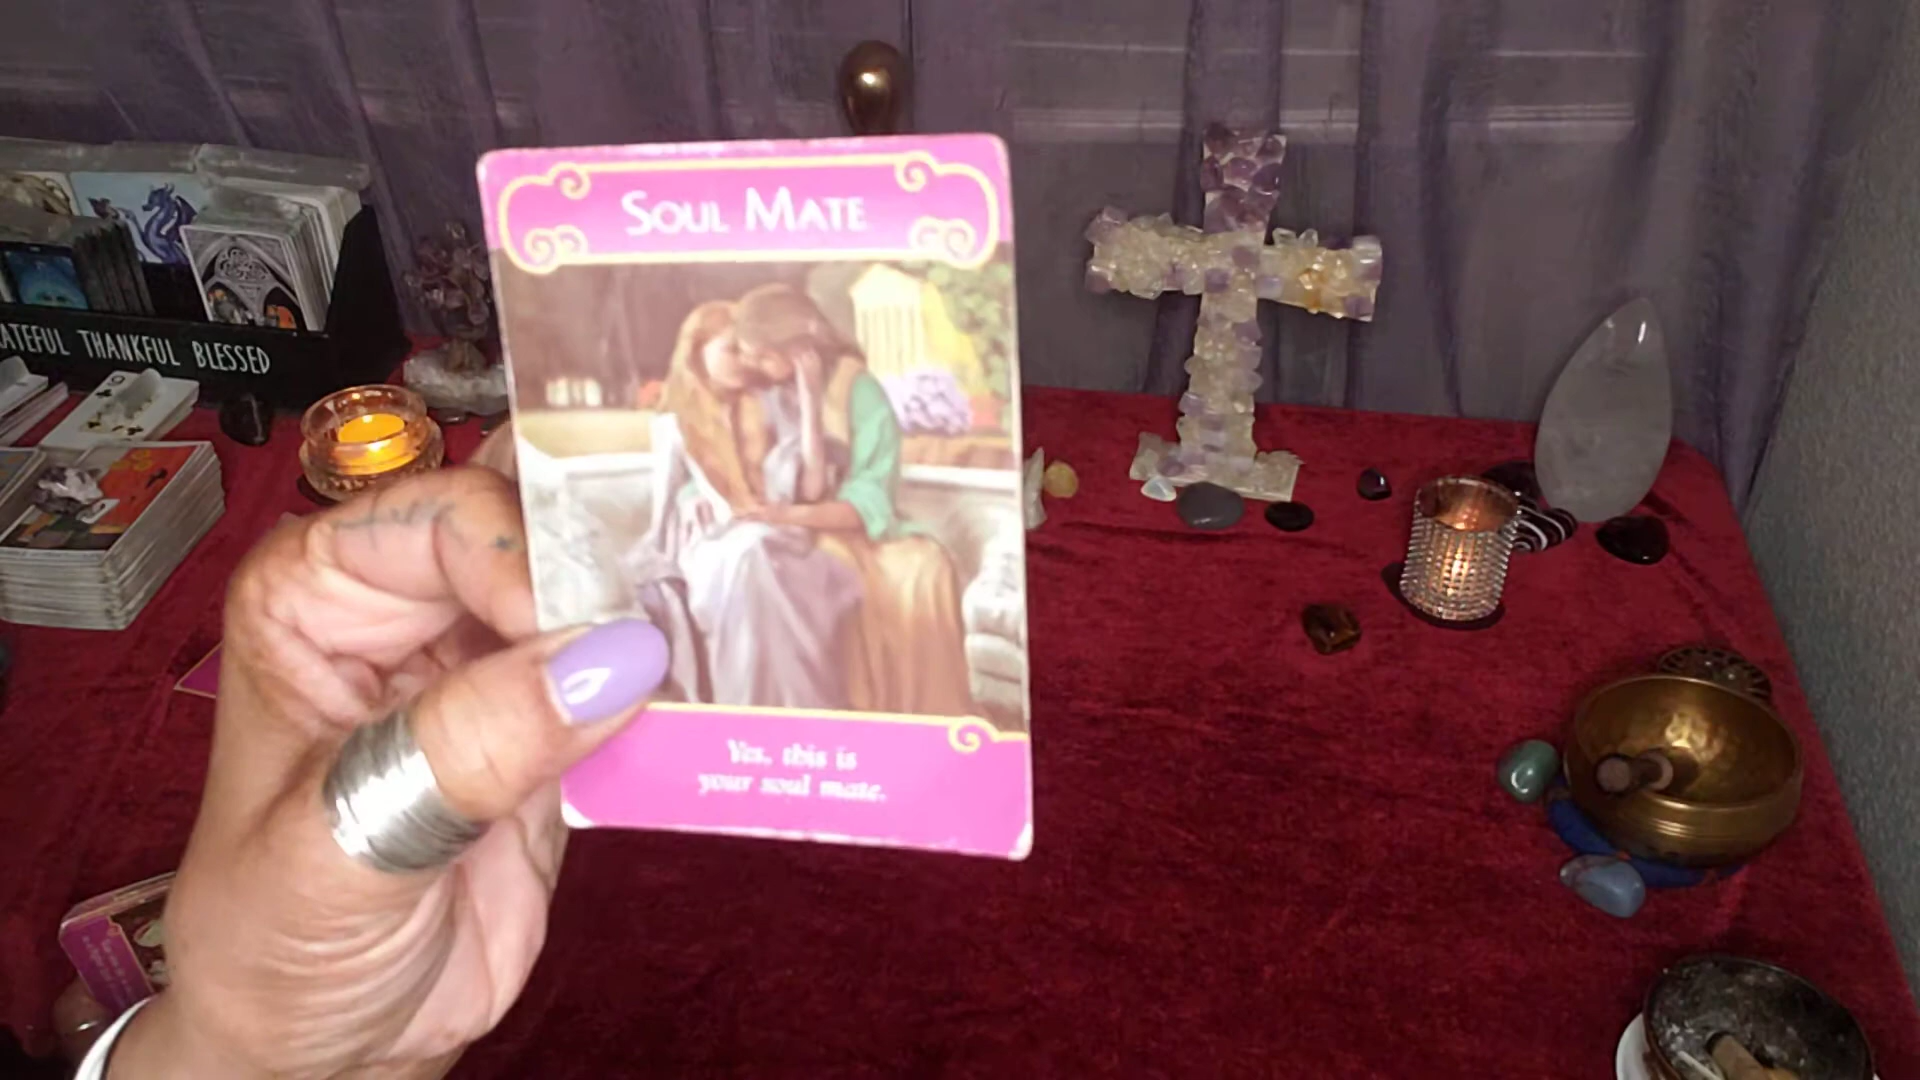 SOUL MATE
ATEFUL THANKFUL BLESSED
Yes, this is
your soul mate.